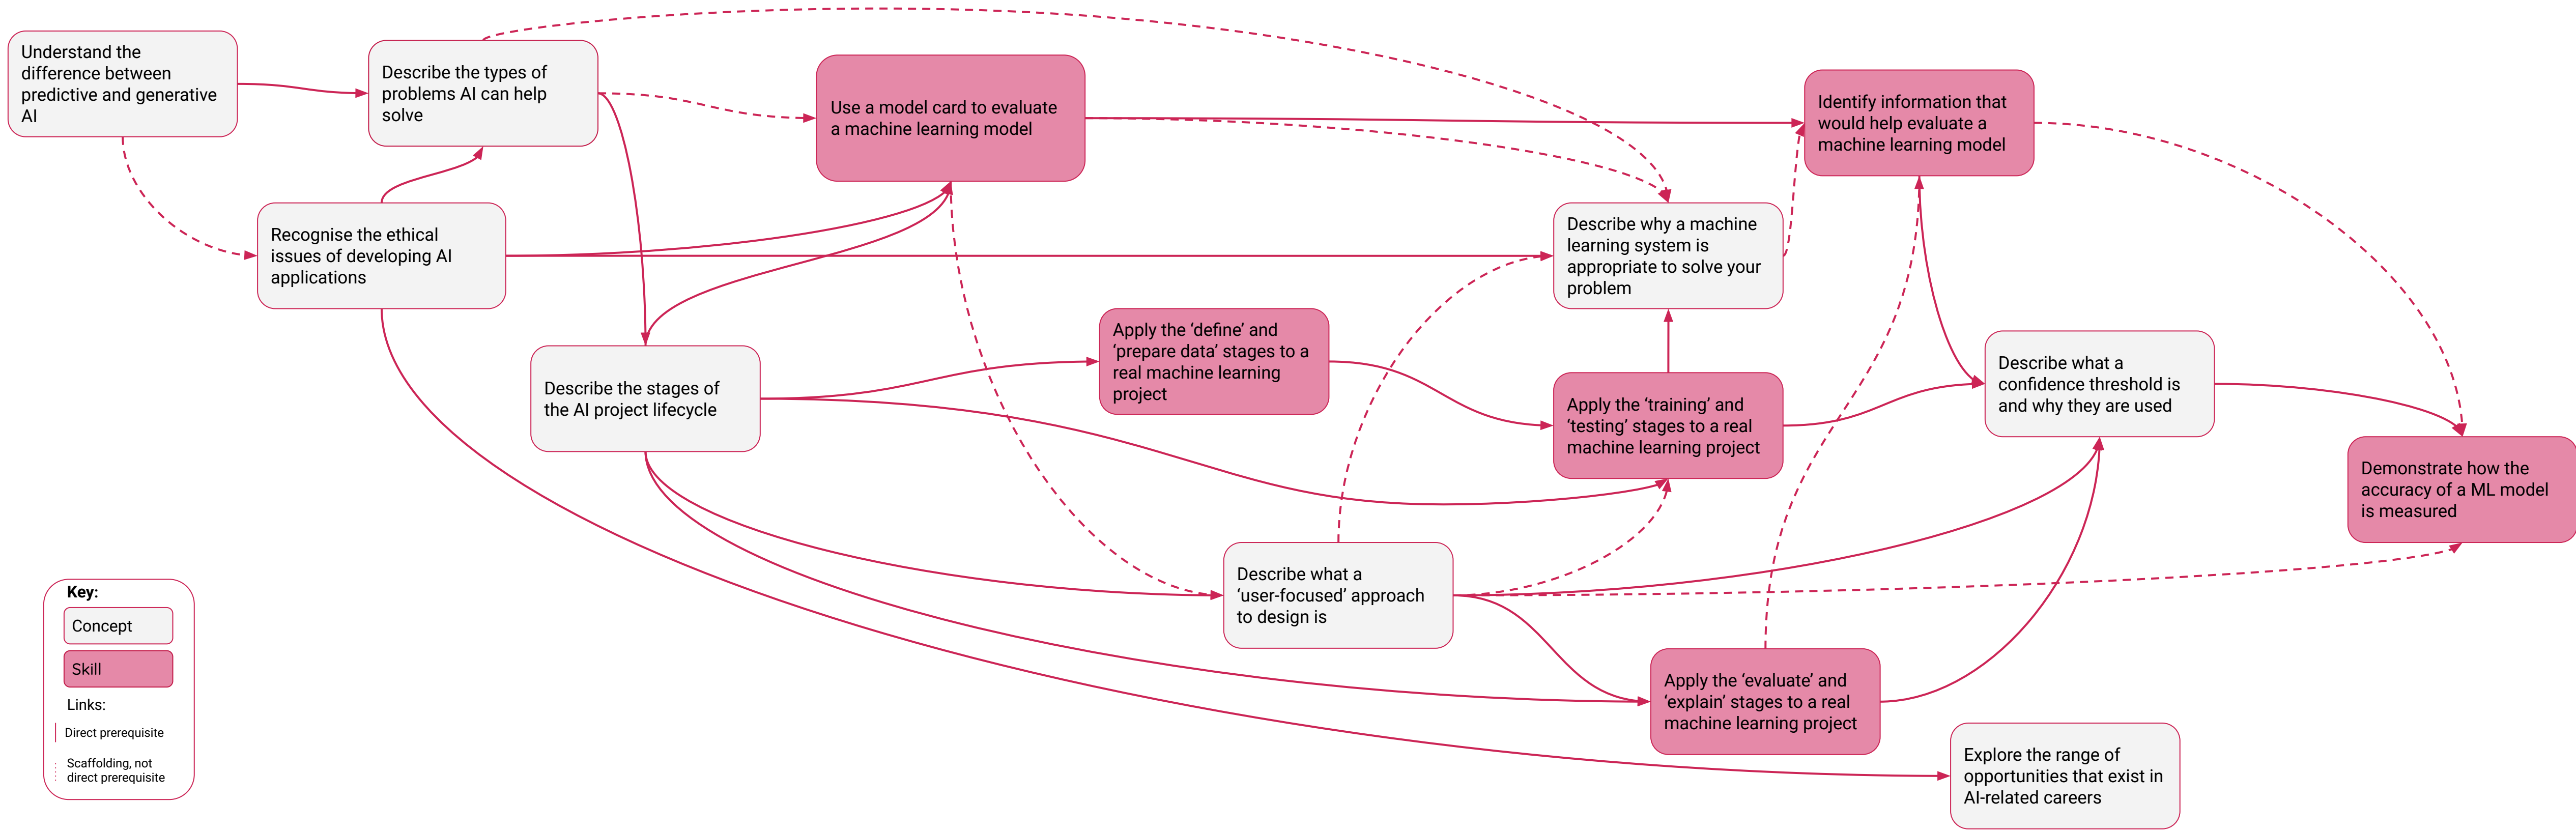 Understand the
difference between
predictive and generative
AI
Describe the types of
problems AI can help
solve
Use a model card to evaluate
a machine learning model
Identify information that
would help evaluate a
machine learning model
Recognise the ethical
issues of developing AI
applications
Describe why a machine
learning system is
appropriate to solve your
problem
Apply the ‘define’ and
‘prepare data’ stages to a
real machine learning
project
Describe the stages of
the AI project lifecycle
Apply the ‘training’ and
‘testing’ stages to a real
machine learning project
Describe what a
confidence threshold is
and why they are used
Demonstrate how the
accuracy of a ML model
is measured
Describe what a
‘user-focused’ approach
to design is
Apply the ‘evaluate’ and
‘explain’ stages to a real
machine learning project
Explore the range of
opportunities that exist in
AI-related careers
Key:
Concept
Skill
Links:
Direct prerequisite
Scaffolding, not
direct prerequisite